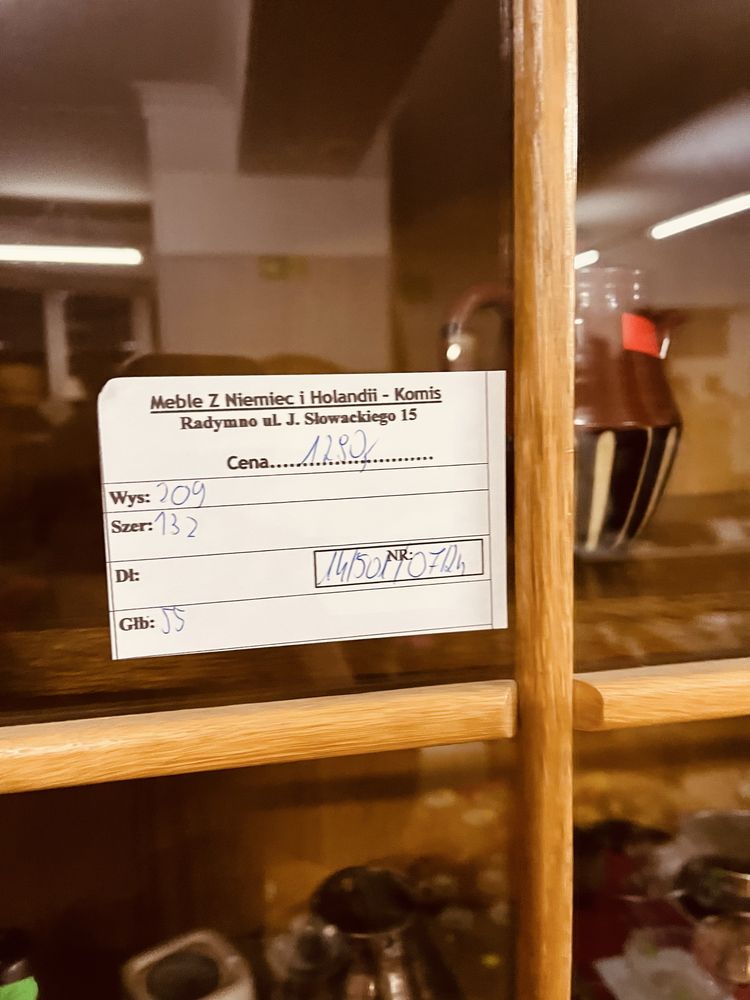 Meble Z Niemiec i Holandii - Komis
Radymno ul. J. Słowackiego 15
Cena.......1290,-...........
Wys: 209
Szer: 132
Dł:
NR:
Głb: 55